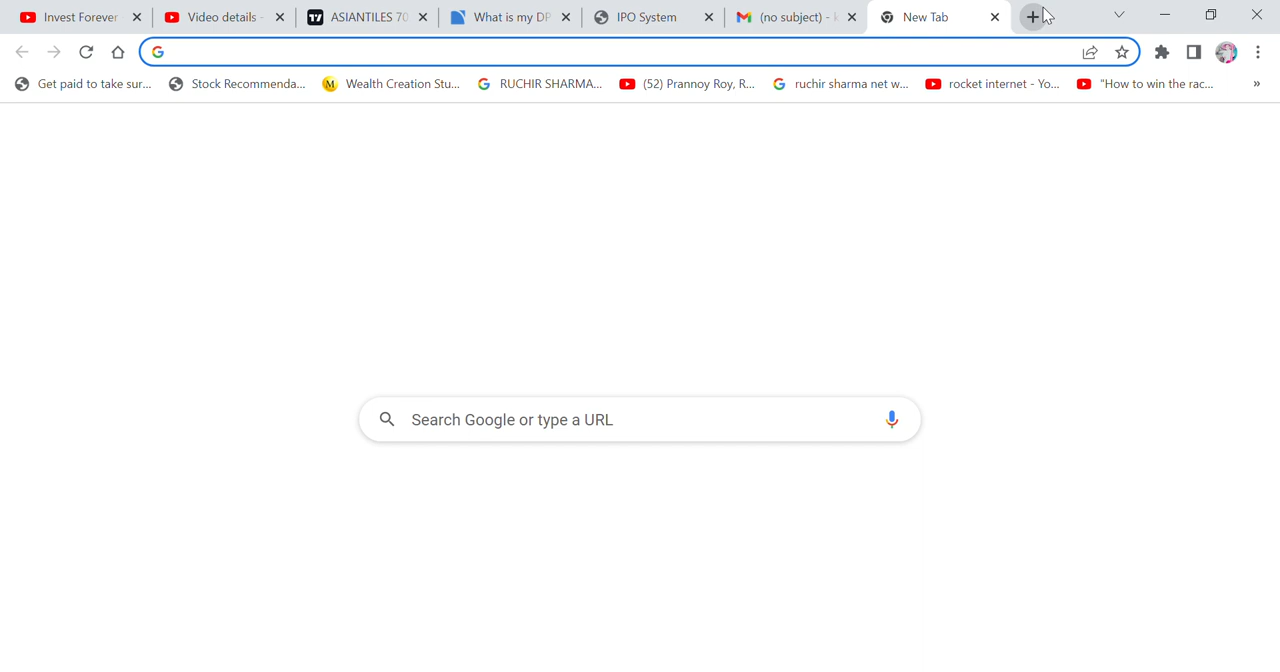 Invest Forever Video details - ASIANTILES 70 What is my DP IPO System (no subject) - k New Tab
Get paid to take sur... Stock Recommenda... M Wealth Creation Stu... RUCHIR SHARMA... (52) Prannoy Roy, R... ruchir sharma net w... rocket internet - Yo... "How to win the rac... »
Search Google or type a URL